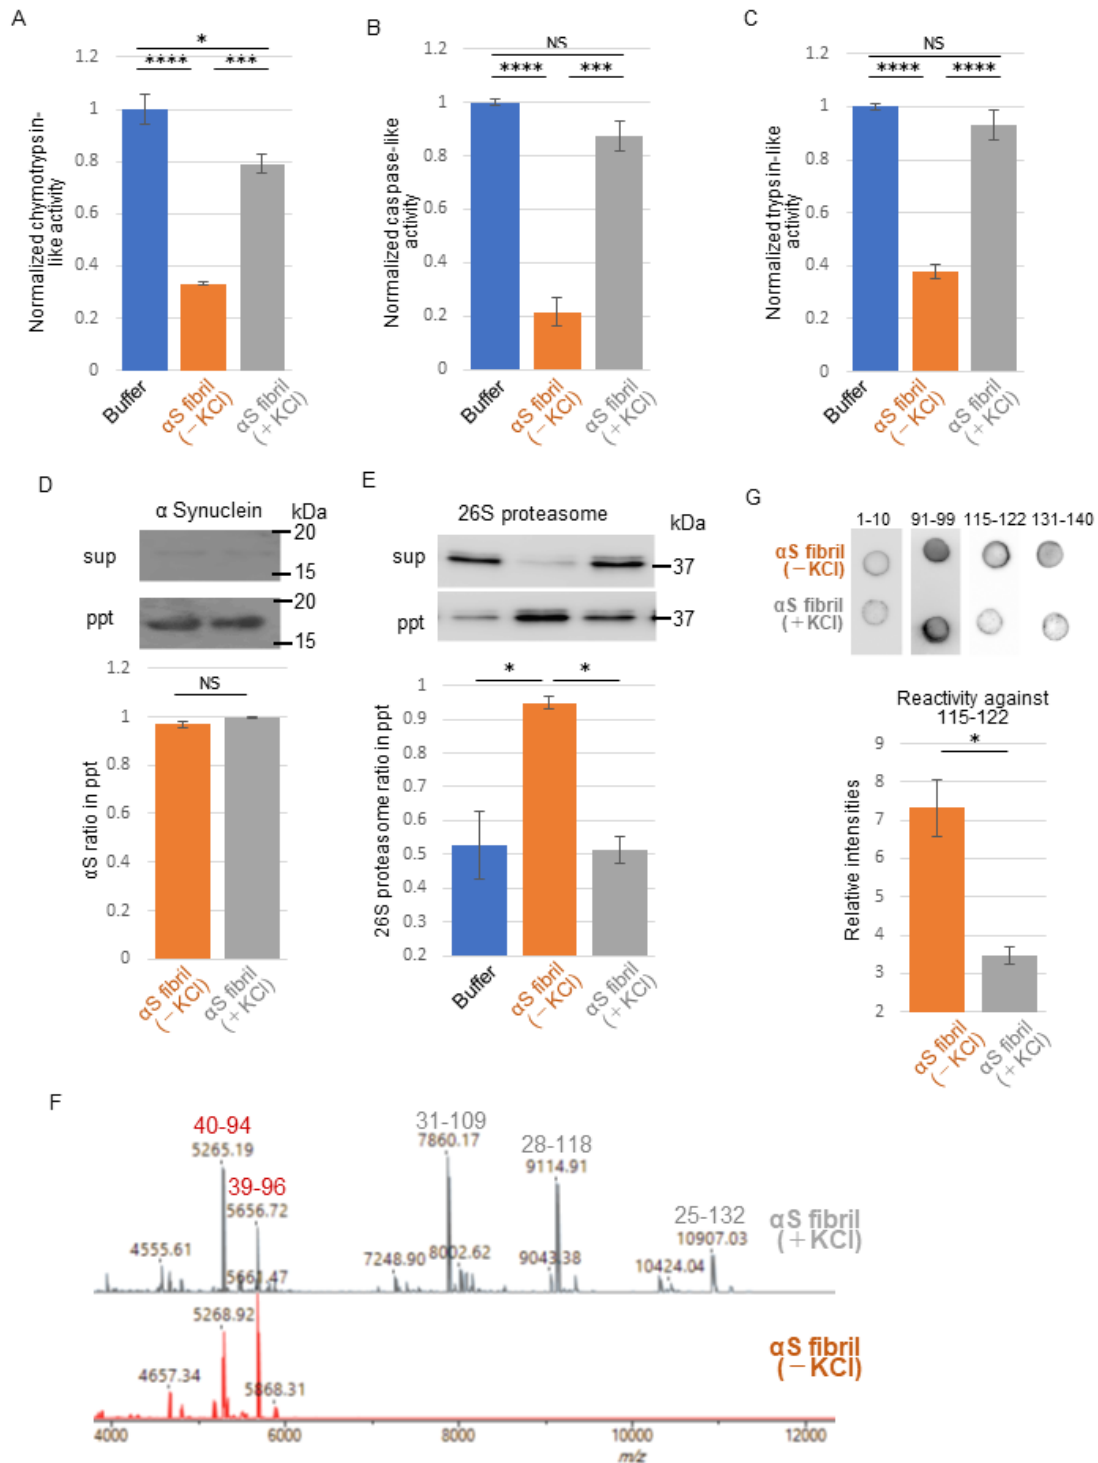 A
Normalized chymotrypsin-
like activity
1.2
1
0.8
0.6
0.4
0.2
0
*
**** ***
Buffer
αS fibril
(－KCl)
αS fibril
(＋KCl)
B
Normalized caspase-like
activity
1.2
1
0.8
0.6
0.4
0.2
0
NS
**** ***
Buffer
αS fibril
(－KCl)
αS fibril
(＋KCl)
C
Normalized trypsin-like
activity
1.2
1
0.8
0.6
0.4
0.2
0
NS
**** ****
Buffer
αS fibril
(－KCl)
αS fibril
(＋KCl)
D
α Synuclein kDa
sup
20
15
ppt
20
15
αS ratio in ppt
1.2
1
0.8
0.6
0.4
0.2
0
NS
αS fibril
(－KCl)
αS fibril
(＋KCl)
E
26S proteasome kDa
sup
37
ppt
37
26S proteasome ratio in ppt
1
0.9
0.8
0.7
0.6
0.5
0.4
0.3
0.2
* *
Buffer
αS fibril
(－KCl)
αS fibril
(＋KCl)
G
1-10 91-99 115-122 131-140
αS fibril
(－KCl)
αS fibril
(＋KCl)
Reactivity against
115-122
Relative intensities
9
8
7
6
5
4
3
2
*
αS fibril
(－KCl)
αS fibril
(＋KCl)
F
40-94
5265.19
39-96
5656.72
4555.61
5661.47
31-109
7860.17
28-118
9114.91
7248.90
8002.62
9043.38
25-132
10907.03
10424.04
αS fibril
(＋KCl)
5268.92
4657.34
5868.31
αS fibril
(－KCl)
4000 6000 8000 10000 12000
m/z